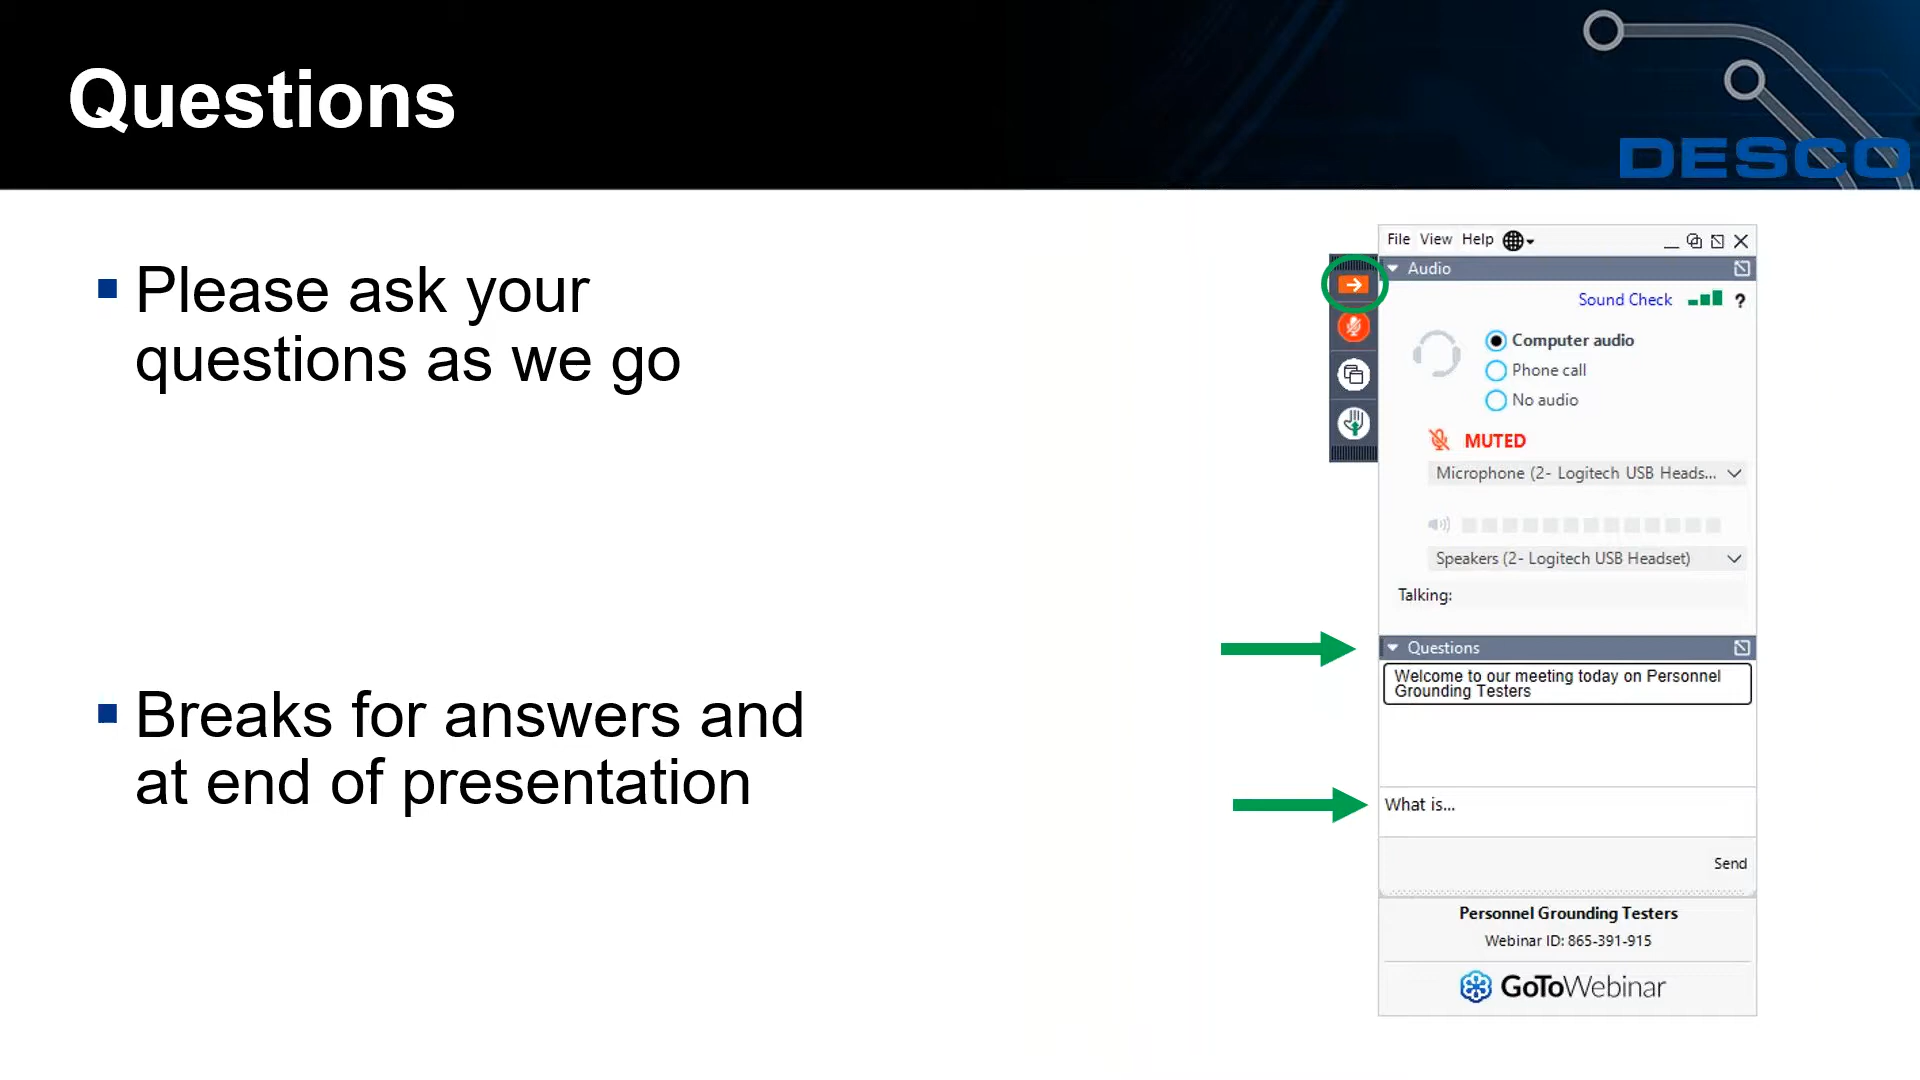 Questions
DESCO
Please ask your
questions as we go
Breaks for answers and
at end of presentation
File View Help
Audio
Sound Check ?
Computer audio
Phone call
No audio
MUTED
Microphone (2- Logitech USB Heads...
Speakers (2- Logitech USB Headset)
Talking:
Questions
Welcome to our meeting today on Personnel
Grounding Testers
What is...
Send
Personnel Grounding Testers
Webinar ID: 865-391-915
GoToWebinar